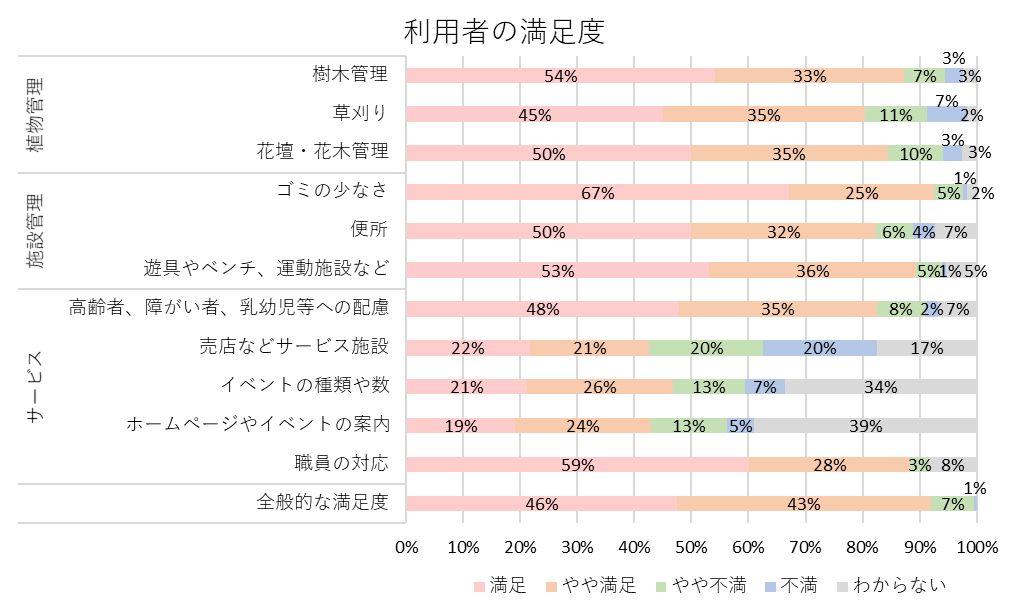 利用者の満足度
植物管理
樹木管理 54% 33% 7% 3% 3%
草刈り 45% 35% 11% 7% 2%
花壇・花木管理 50% 35% 10% 3% 3%
施設管理
ゴミの少なさ 67% 25% 5% 1% 2%
便所 50% 32% 6% 4% 7%
遊具やベンチ、運動施設など 53% 36% 5% 1% 5%
サービス
高齢者、障がい者、乳幼児等への配慮 48% 35% 8% 2% 7%
売店などサービス施設 22% 21% 20% 20% 17%
イベントの種類や数 21% 26% 13% 7% 34%
ホームページやイベントの案内 19% 24% 13% 5% 39%
職員の対応 59% 28% 3% 8%
全般的な満足度 46% 43% 7% 1%
0% 10% 20% 30% 40% 50% 60% 70% 80% 90% 100%
満足 やや満足 やや不満 不満 わからない